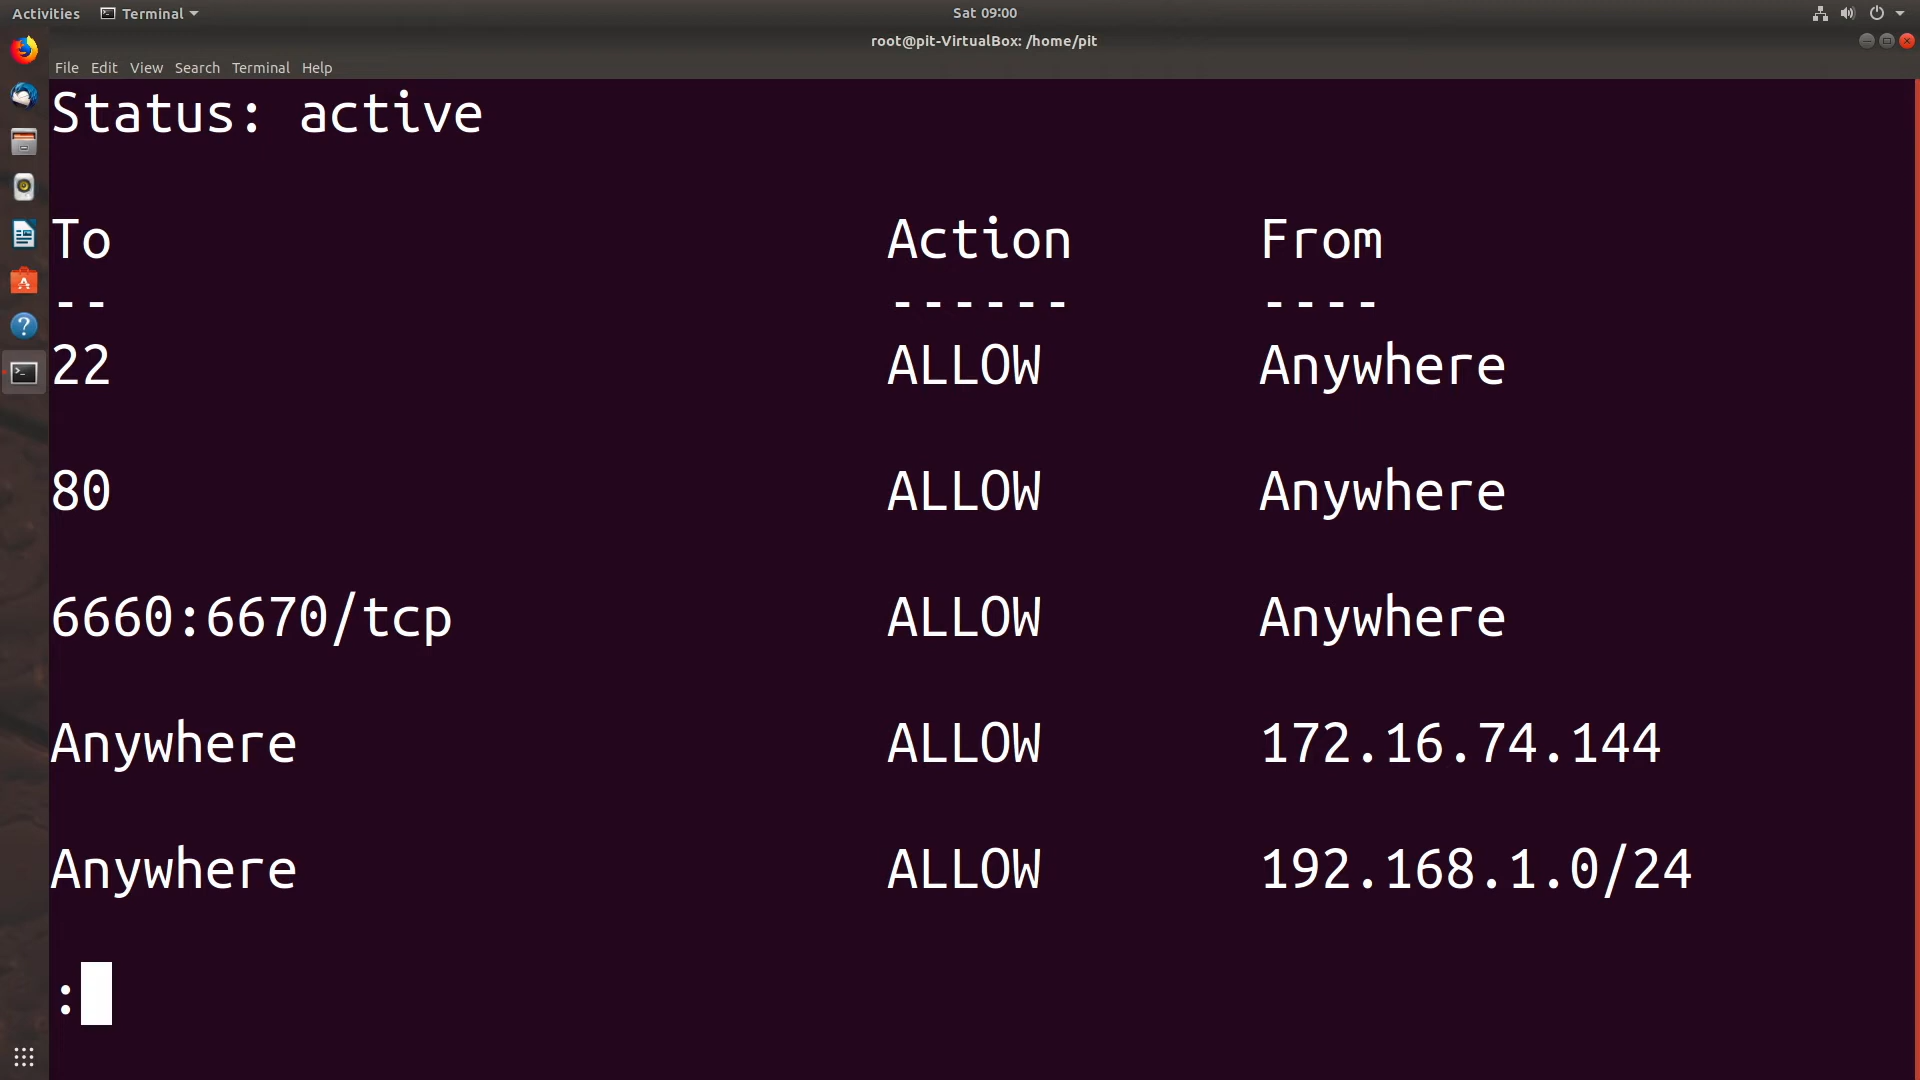 Activities Terminal Sat 09:00
root@pit-VirtualBox: /home/pit
File Edit View Search Terminal Help
Status: active
To Action From
-- ------ ----
22 ALLOW Anywhere
80 ALLOW Anywhere
6660:6670/tcp ALLOW Anywhere
Anywhere ALLOW 172.16.74.144
Anywhere ALLOW 192.168.1.0/24
: